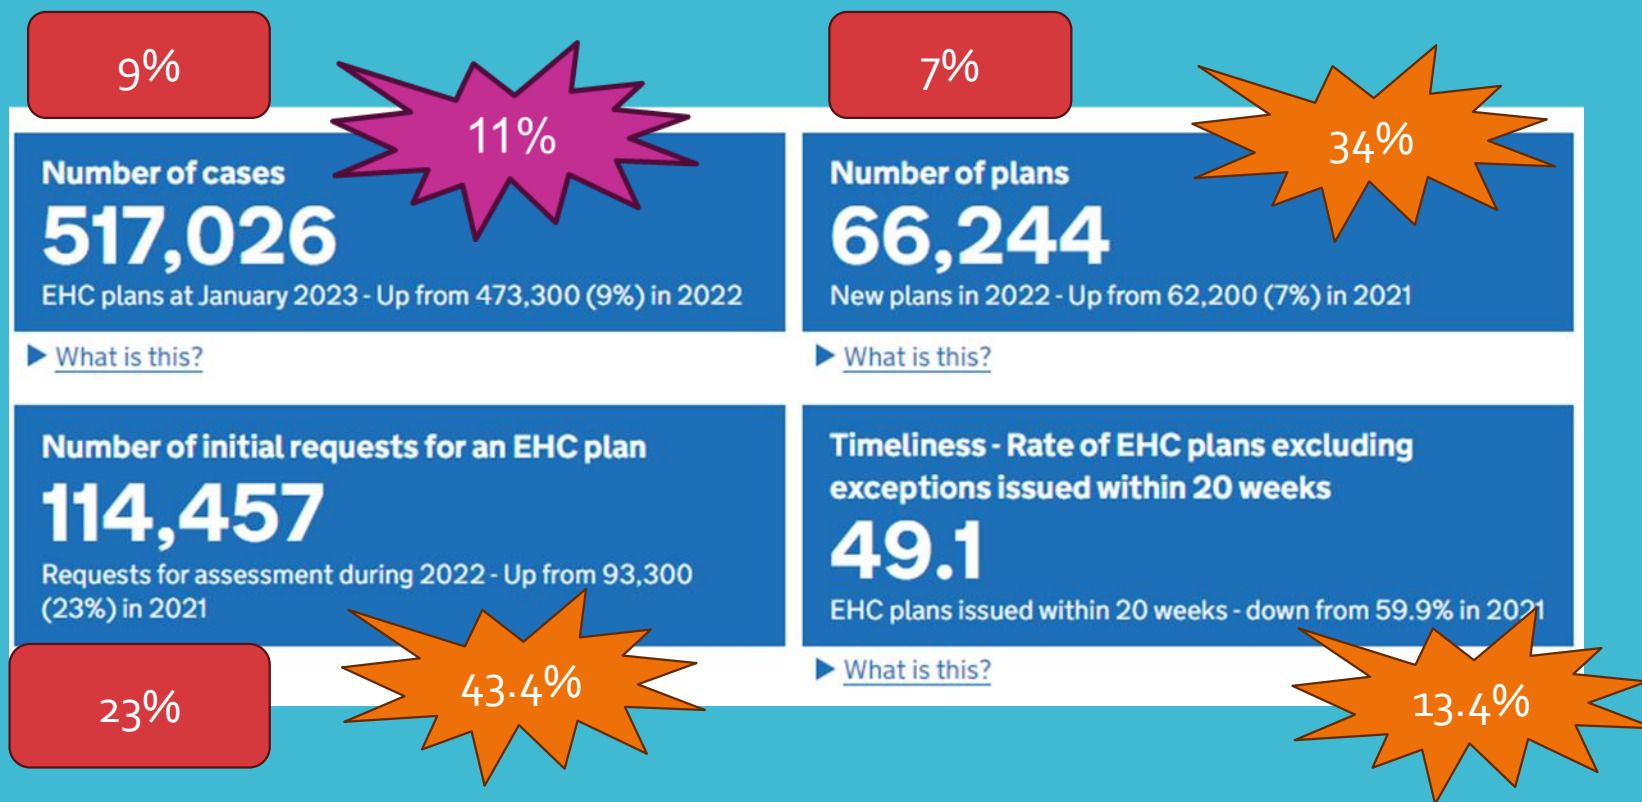 9%
11%
7%
34%
Number of cases
517,026
EHC plans at January 2023 - Up from 473,300 (9%) in 2022
What is this?
Number of plans
66,244
New plans in 2022 - Up from 62,200 (7%) in 2021
What is this?
Number of initial requests for an EHC plan
114,457
Requests for assessment during 2022 - Up from 93,300
(23%) in 2021
23%
43.4%
Timeliness - Rate of EHC plans excluding
exceptions issued within 20 weeks
49.1
EHC plans issued within 20 weeks - down from 59.9% in 2021
What is this?
13.4%